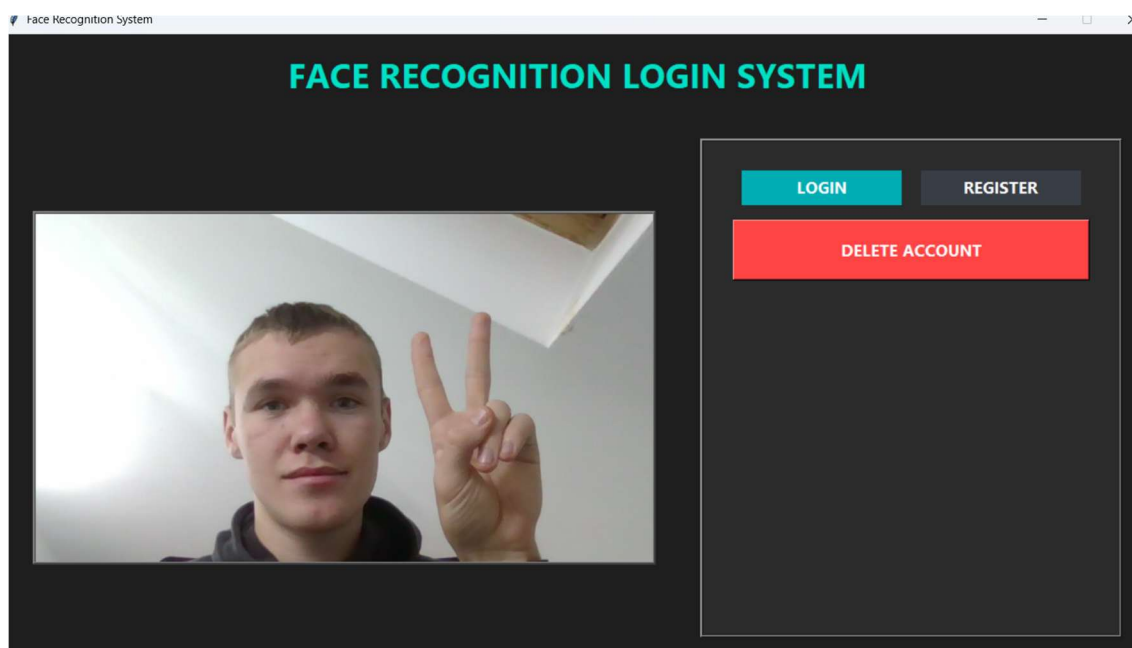 Face Recognition System
FACE RECOGNITION LOGIN SYSTEM
LOGIN
REGISTER
DELETE ACCOUNT